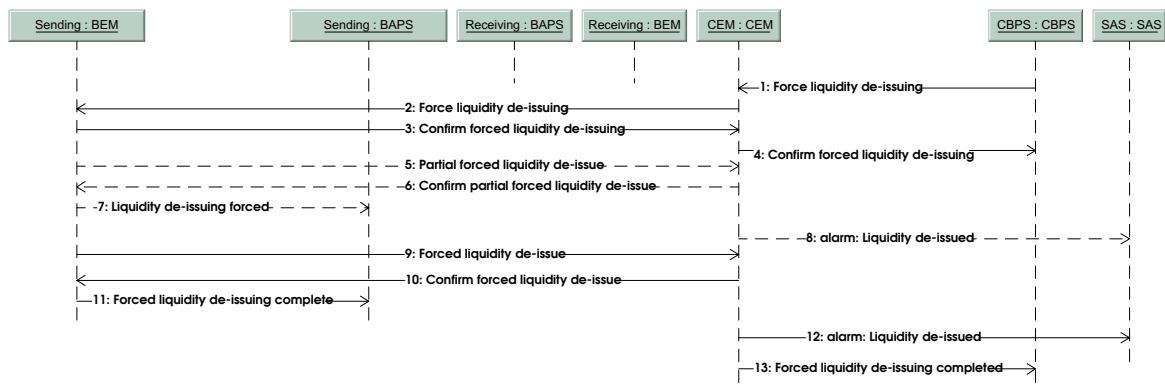 Sending : BEM
Sending : BAPS
Receiving : BAPS
Receiving : BEM
CEM : CEM
CBPS : CBPS
SAS : SAS
1: Force liquidity de-issuing
2: Force liquidity de-issuing
3: Confirm forced liquidity de-issuing
4: Confirm forced liquidity de-issuing
5: Partial forced liquidity de-issue
6: Confirm partial forced liquidity de-issue
7: Liquidity de-issuing forced
8: alarm: Liquidity de-issued
9: Forced liquidity de-issue
10: Confirm forced liquidity de-issue
11: Forced liquidity de-issuing complete
12: alarm: Liquidity de-issued
13: Forced liquidity de-issuing completed